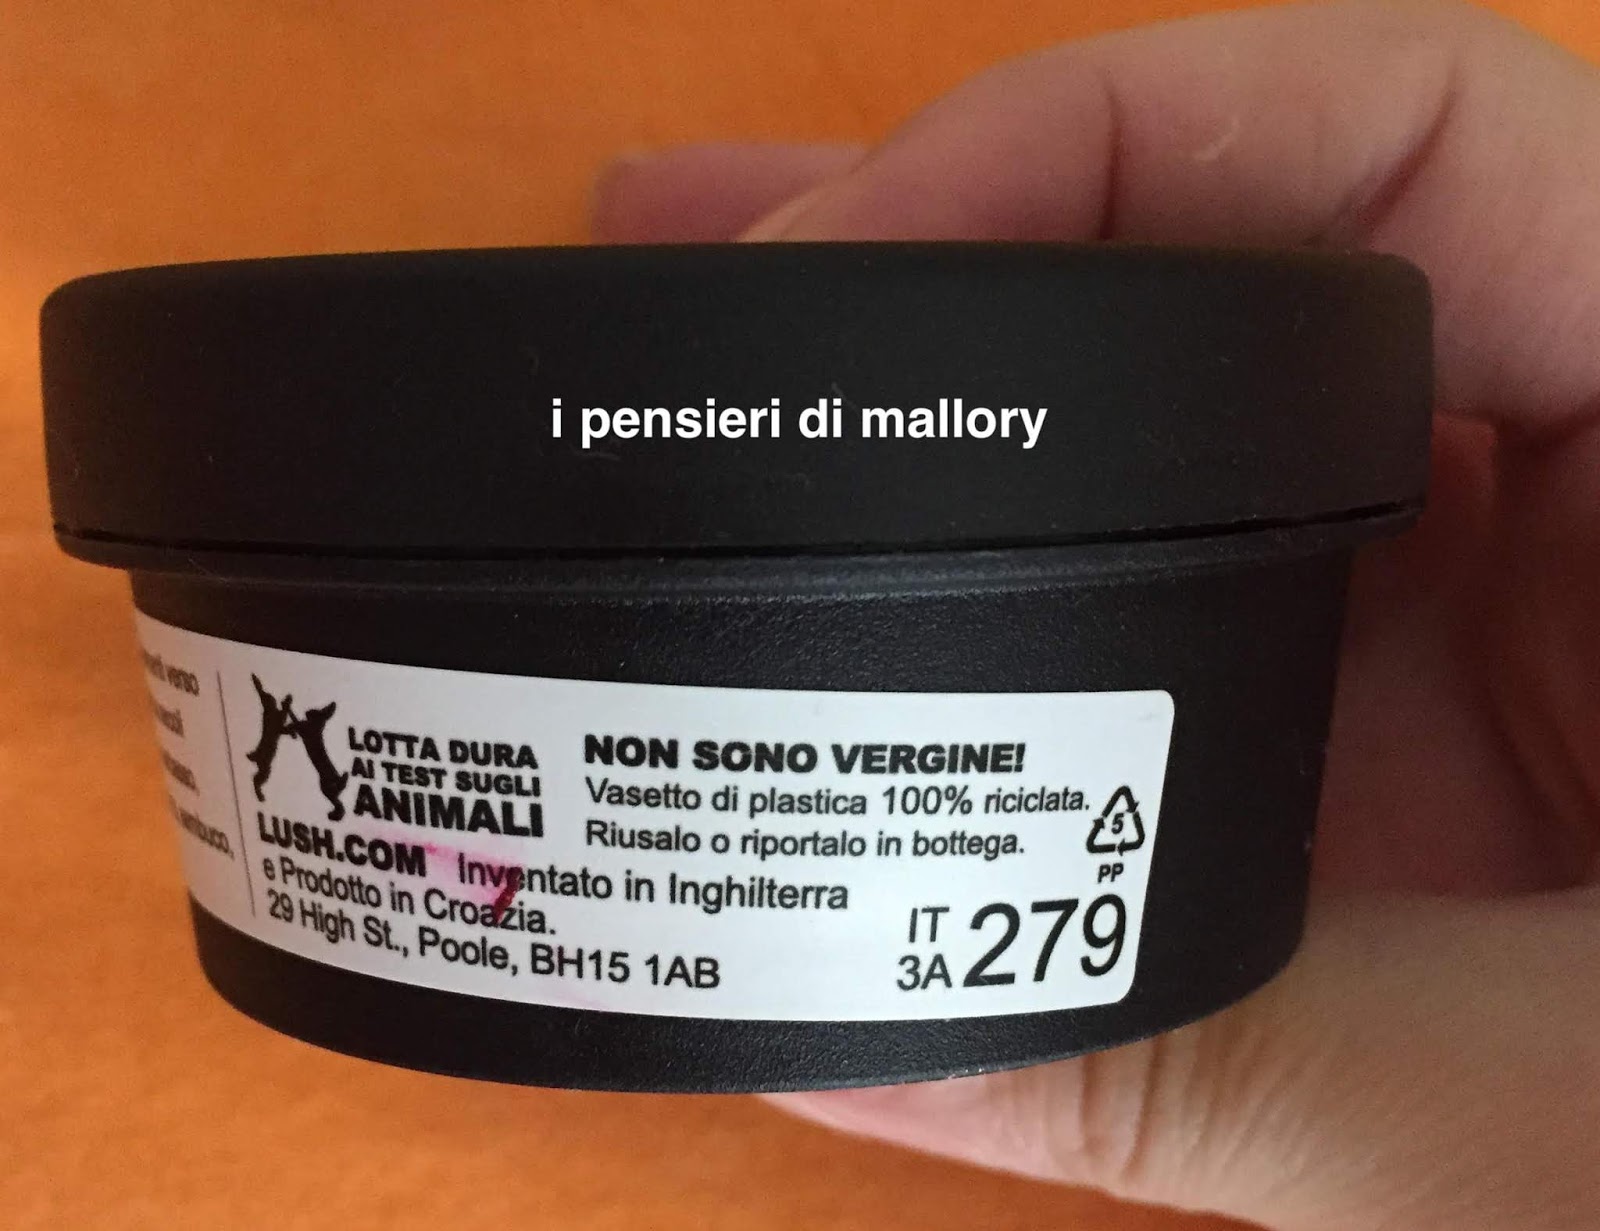 i pensieri di mallory
verso
sambuco,
LOTTA DURA
AI TEST SUGLI
ANIMALI
LUSH.COM Inventato in Inghilterra
e Prodotto in Croazia.
29 High St., Poole, BH15 1AB
NON SONO VERGINE!
Vasetto di plastica 100% riciclata.
Riusalo o riportalo in bottega.
5
PP
IT
3A 279